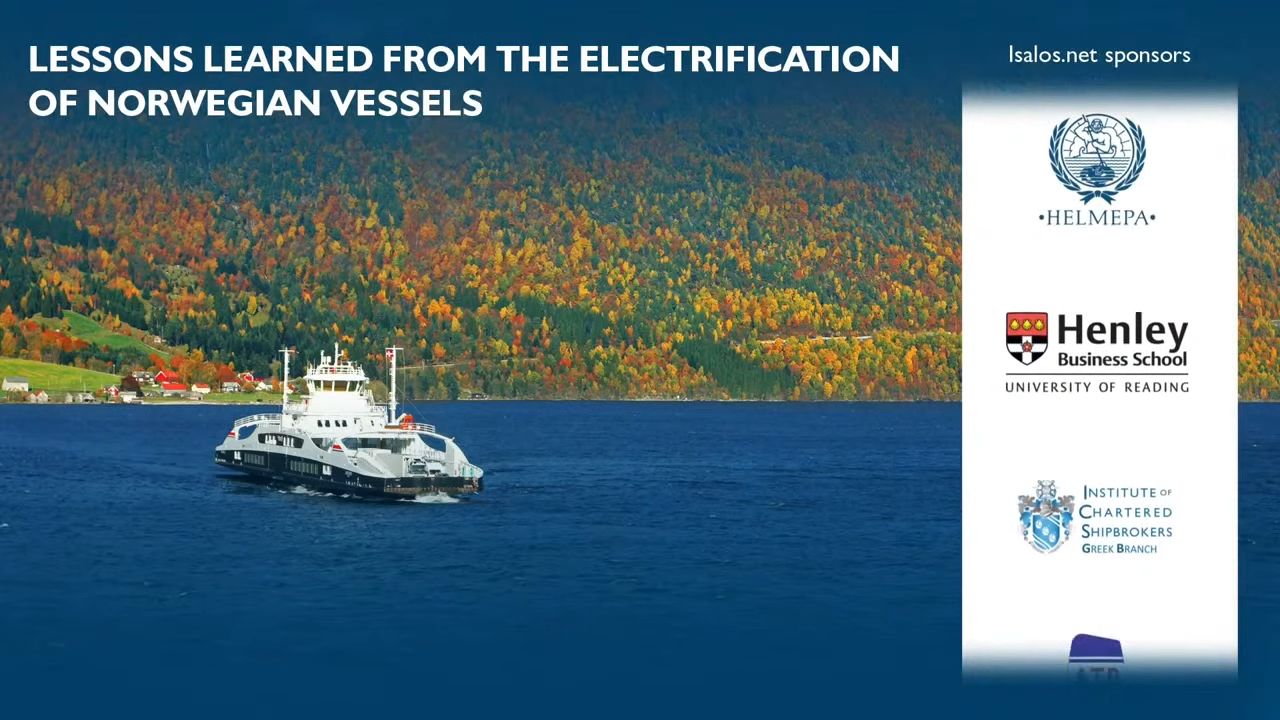 LESSONS LEARNED FROM THE ELECTRIFICATION
OF NORWEGIAN VESSELS
Isalos.net sponsors
•HELMEPA•
Henley
Business School
UNIVERSITY OF READING
INSTITUTE OF
CHARTERED
SHIPBROKERS
GREEK BRANCH